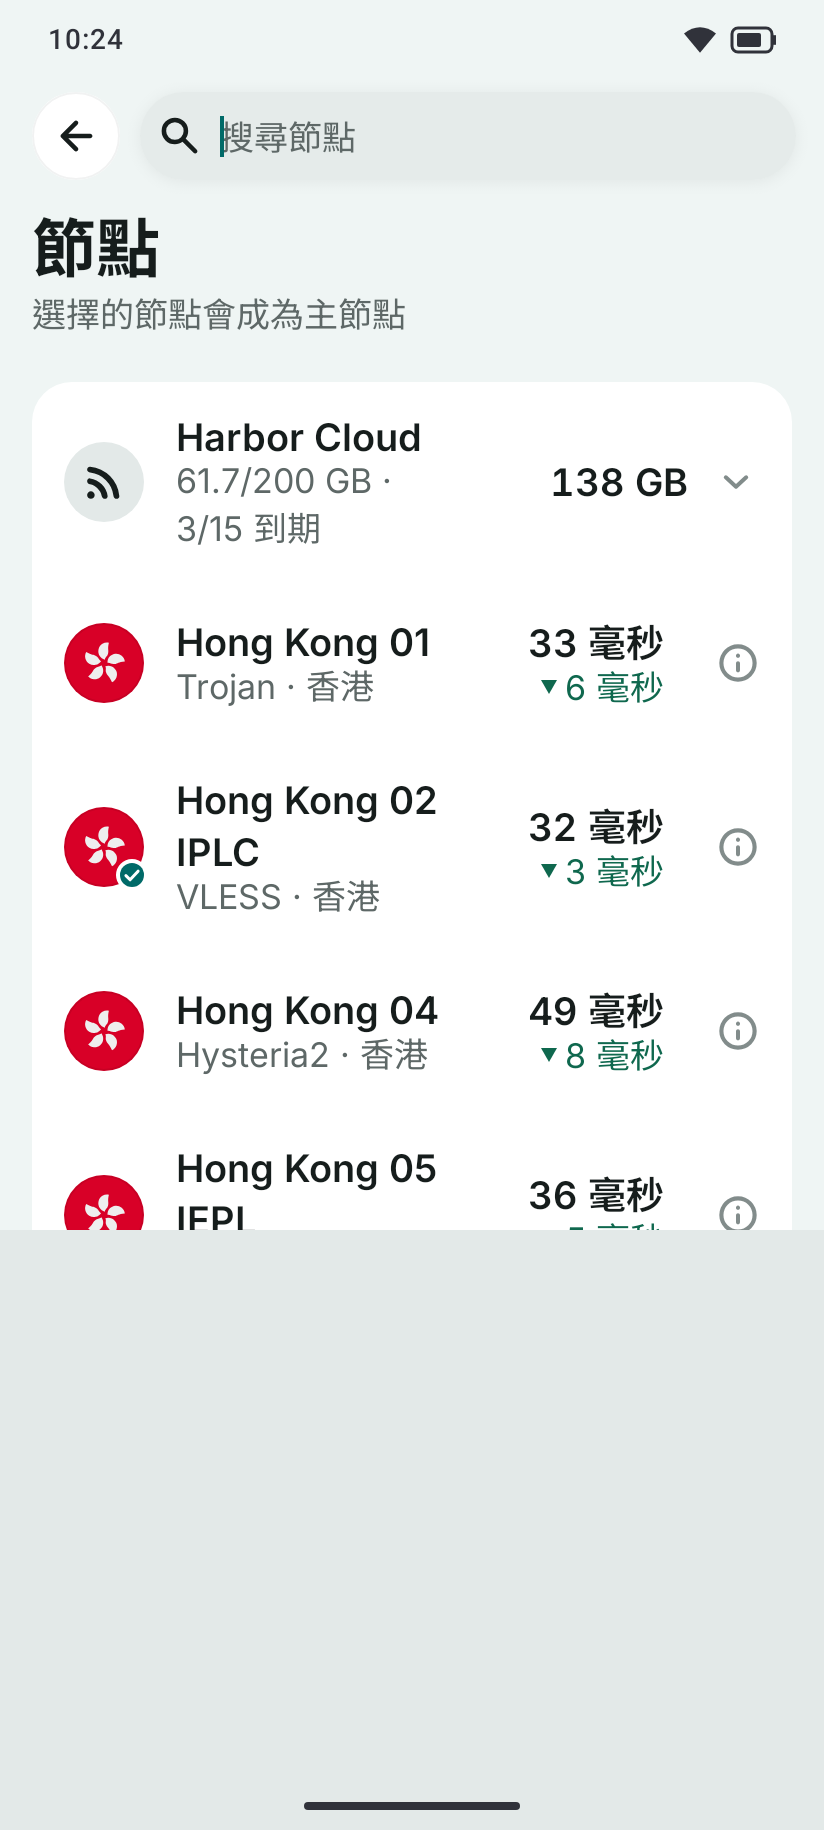 10:24
搜尋節點
節點
選擇的節點會成為主節點
Harbor Cloud
61.7/200 GB ·
3/15 到期
138 GB
Hong Kong 01
Trojan · 香港
33 毫秒
▼6 毫秒
Hong Kong 02
IPLC
VLESS · 香港
32 毫秒
▼3 毫秒
Hong Kong 04
Hysteria2 · 香港
49 毫秒
▼8 毫秒
Hong Kong 05
IEPL
36 毫秒